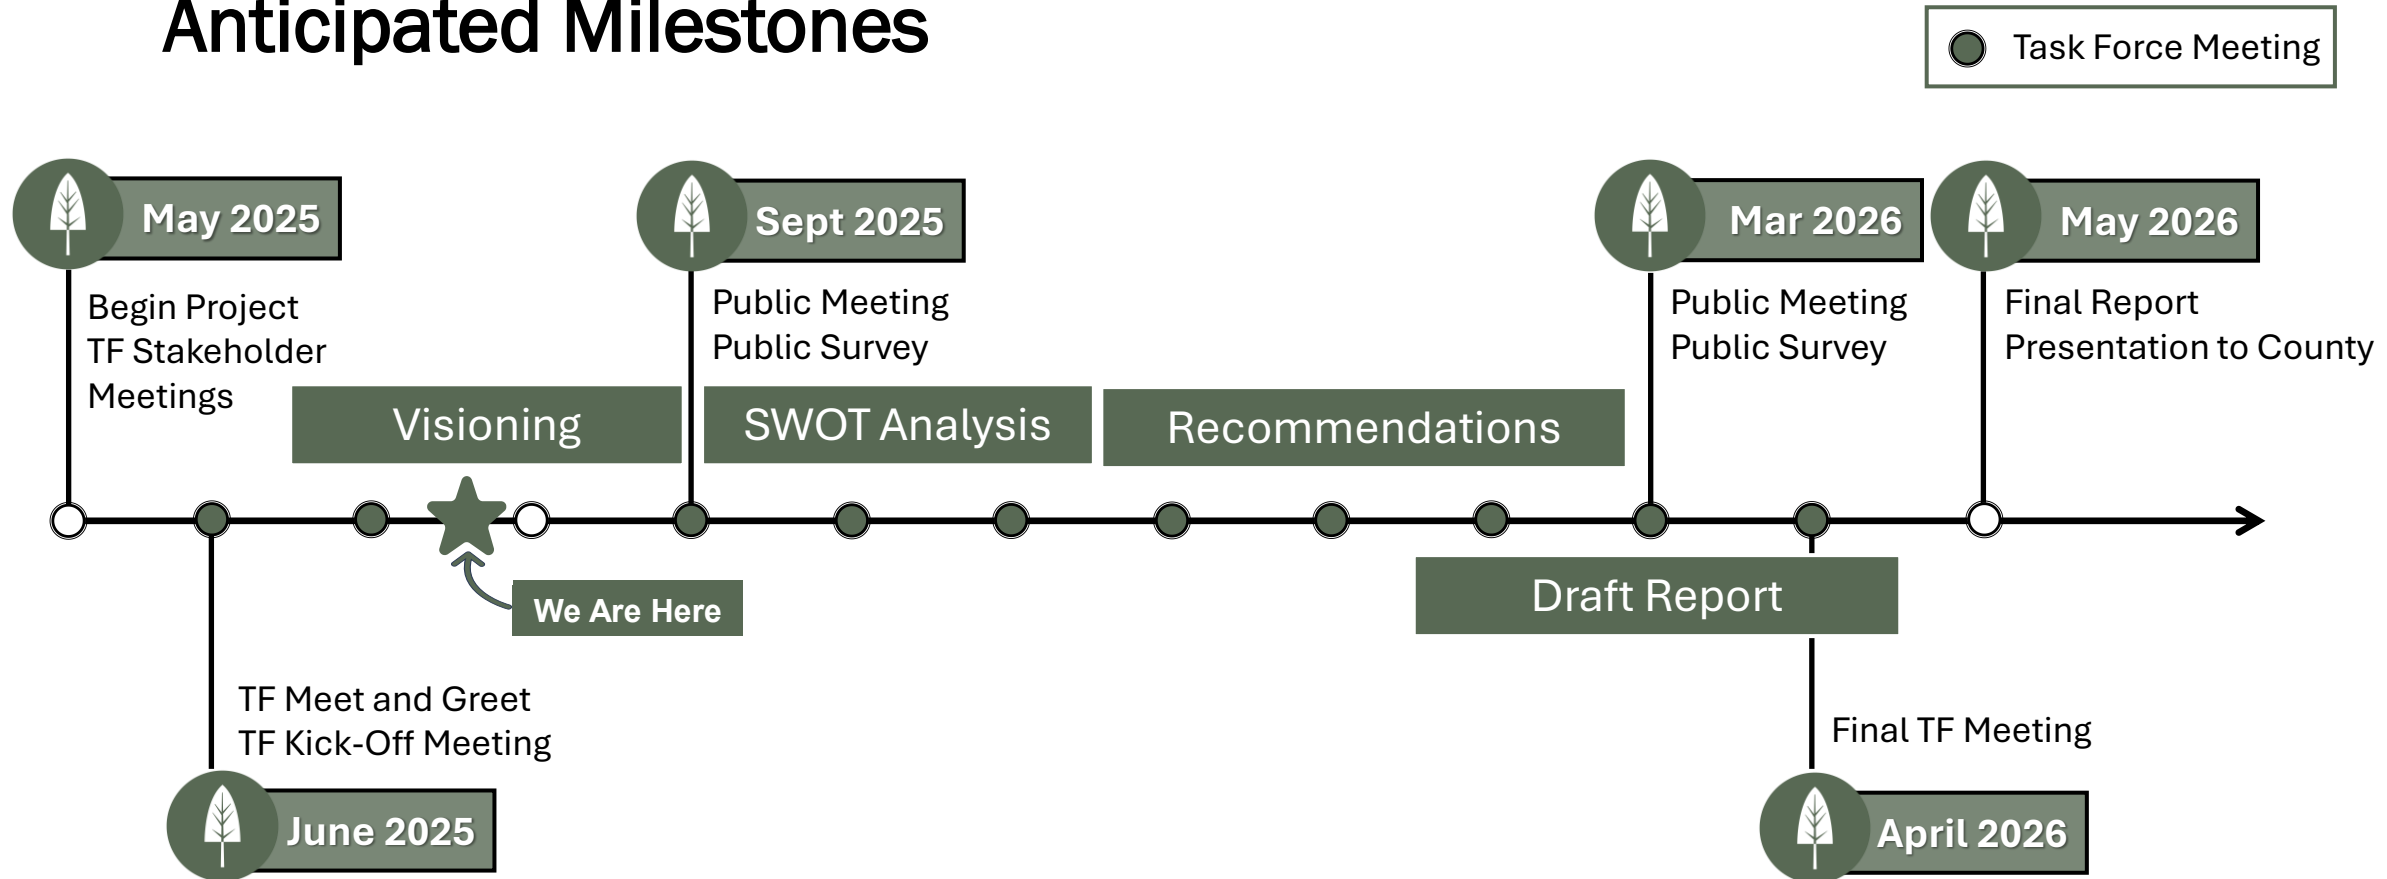 Anticipated Milestones
Task Force Meeting
May 2025
Begin Project
TF Stakeholder
Meetings
Sept 2025
Public Meeting
Public Survey
Mar 2026
Public Meeting
Public Survey
May 2026
Final Report
Presentation to County
Visioning
SWOT Analysis
Recommendations
We Are Here
Draft Report
TF Meet and Greet
TF Kick-Off Meeting
June 2025
Final TF Meeting
April 2026